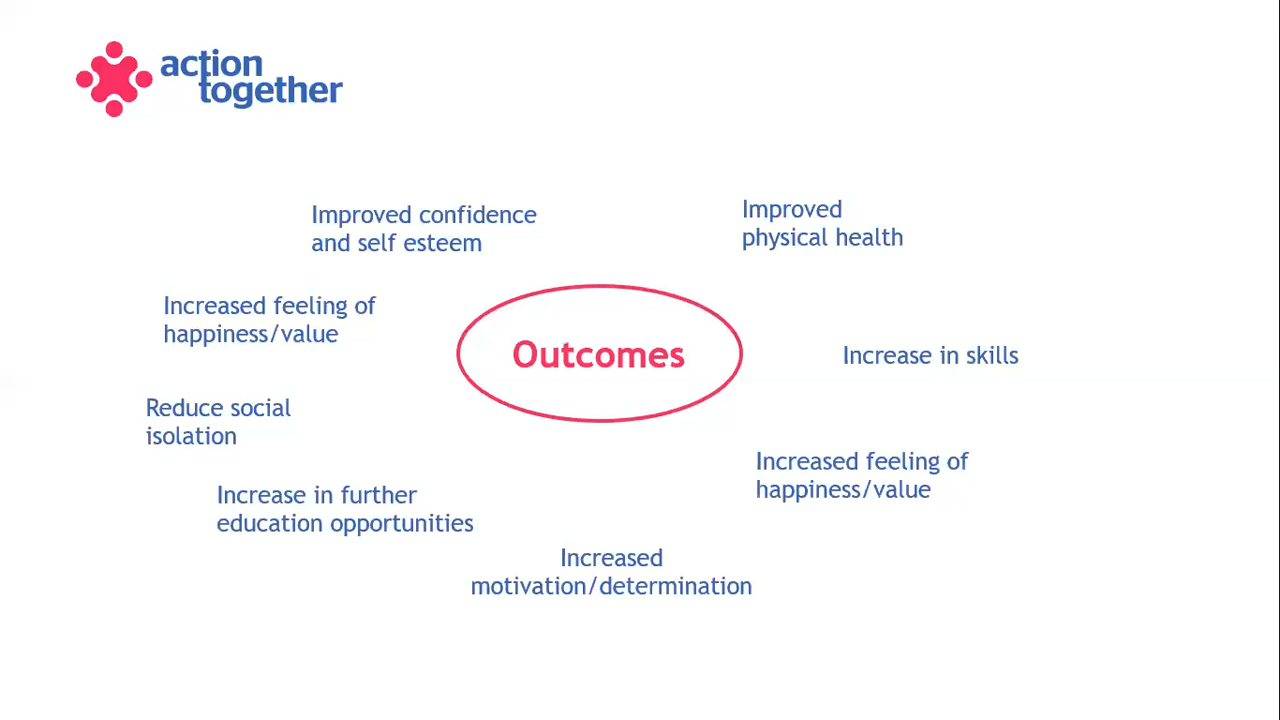 action
together
Improved confidence
and self esteem
Improved
physical health
Increased feeling of
happiness/value
Outcomes
Increase in skills
Reduce social
isolation
Increased feeling of
happiness/value
Increase in further
education opportunities
Increased
motivation/determination